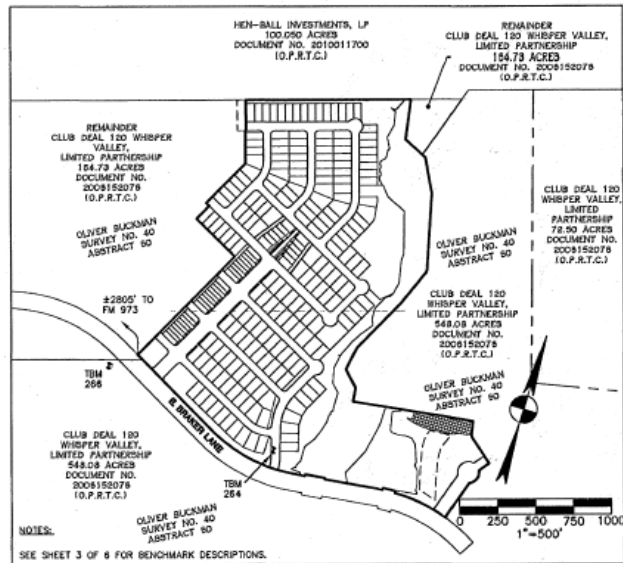 HEN-BALL INVESTMENTS, LP
100.050 ACRES
DOCUMENT NO. 2010011700
(O.P.R.T.C.)
REMAINDER
CLUB DEAL 120 WHISPER VALLEY,
LIMITED PARTNERSHIP
164.73 ACRES
DOCUMENT NO. 2006152076
(O.P.R.T.C.)
REMAINDER
CLUB DEAL 120 WHISPER
VALLEY,
LIMITED PARTNERSHIP
164.73 ACRES
DOCUMENT NO.
2006152076
(O.P.R.T.C.)
OLIVER BUCKMAN
SURVEY NO. 40
ABSTRACT 60
CLUB DEAL 120
WHISPER VALLEY,
LIMITED
PARTNERSHIP
72.50 ACRES
DOCUMENT NO.
2006152076
(O.P.R.T.C.)
OLIVER BUCKMAN
SURVEY NO. 40
ABSTRACT 60
±2805' TO
FM 973
CLUB DEAL 120
WHISPER VALLEY,
LIMITED PARTNERSHIP
548.08 ACRES
DOCUMENT NO.
2006152076
(O.P.R.T.C.)
OLIVER BUCKMAN
SURVEY NO. 40
ABSTRACT 60
TBM
266
E. BRAKER LANE
CLUB DEAL 120
WHISPER VALLEY,
LIMITED PARTNERSHIP
548.08 ACRES
DOCUMENT NO.
2006152076
(O.P.R.T.C.)
TBM
264
OLIVER BUCKMAN
SURVEY NO. 40
ABSTRACT 60
0 250 500 750 1000
1"=500'
NOTES:
SEE SHEET 3 OF 6 FOR BENCHMARK DESCRIPTIONS.